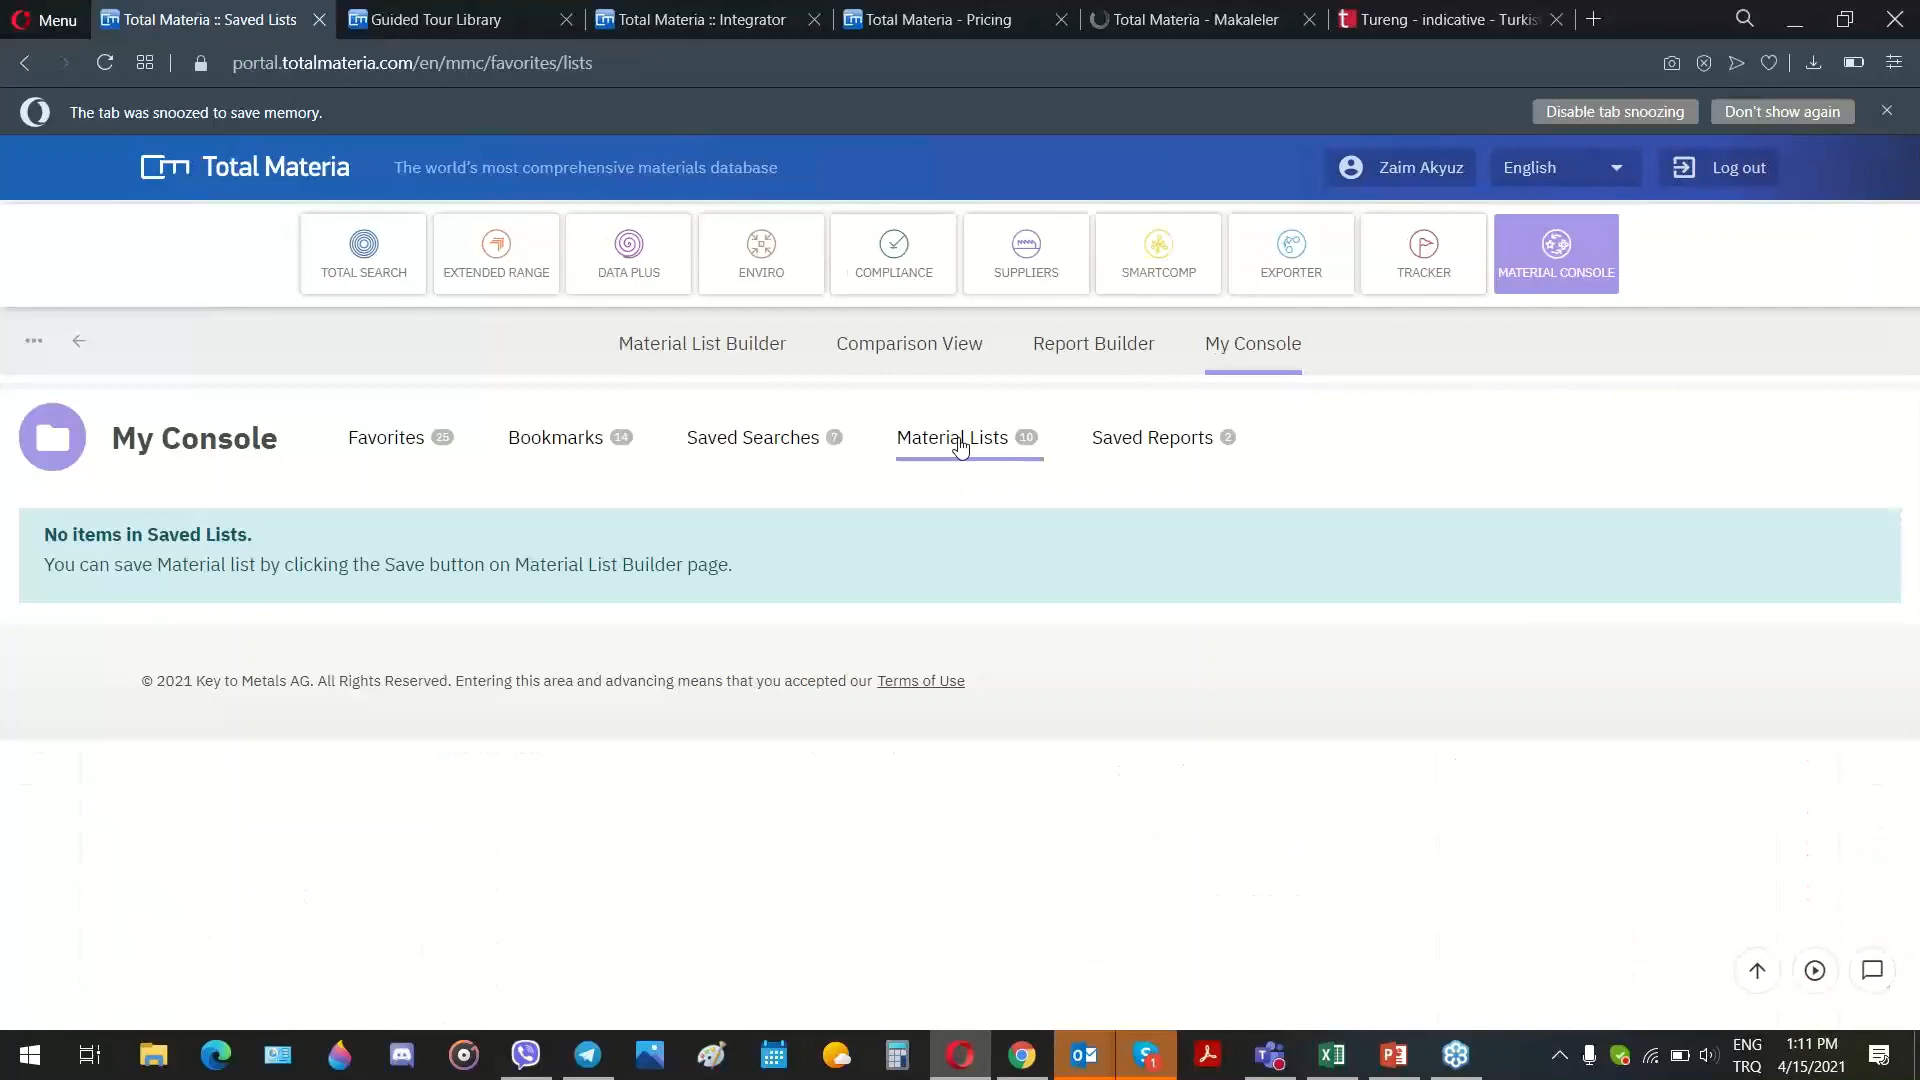 Menu
Total Materia :: Saved Lists
Guided Tour Library
Total Materia :: Integrator
Total Materia - Pricing
Total Materia - Makaleler
Tureng - indicative - Turkis
portal.totalmateria.com/en/mmc/favorites/lists
The tab was snoozed to save memory.
Disable tab snoozing
Don't show again
Total Materia
The world's most comprehensive materials database
Zaim Akyuz
English
Log out
TOTAL SEARCH
EXTENDED RANGE
DATA PLUS
ENVIRO
COMPLIANCE
SUPPLIERS
SMARTCOMP
EXPORTER
TRACKER
MATERIAL CONSOLE
Material List Builder
Comparison View
Report Builder
My Console
My Console
Favorites 25
Bookmarks 14
Saved Searches 7
Material Lists 10
Saved Reports 2
No items in Saved Lists.
You can save Material list by clicking the Save button on Material List Builder page.
© 2021 Key to Metals AG. All Rights Reserved. Entering this area and advancing means that you accepted our Terms of Use
ENG
TRQ
1:11 PM
4/15/2021